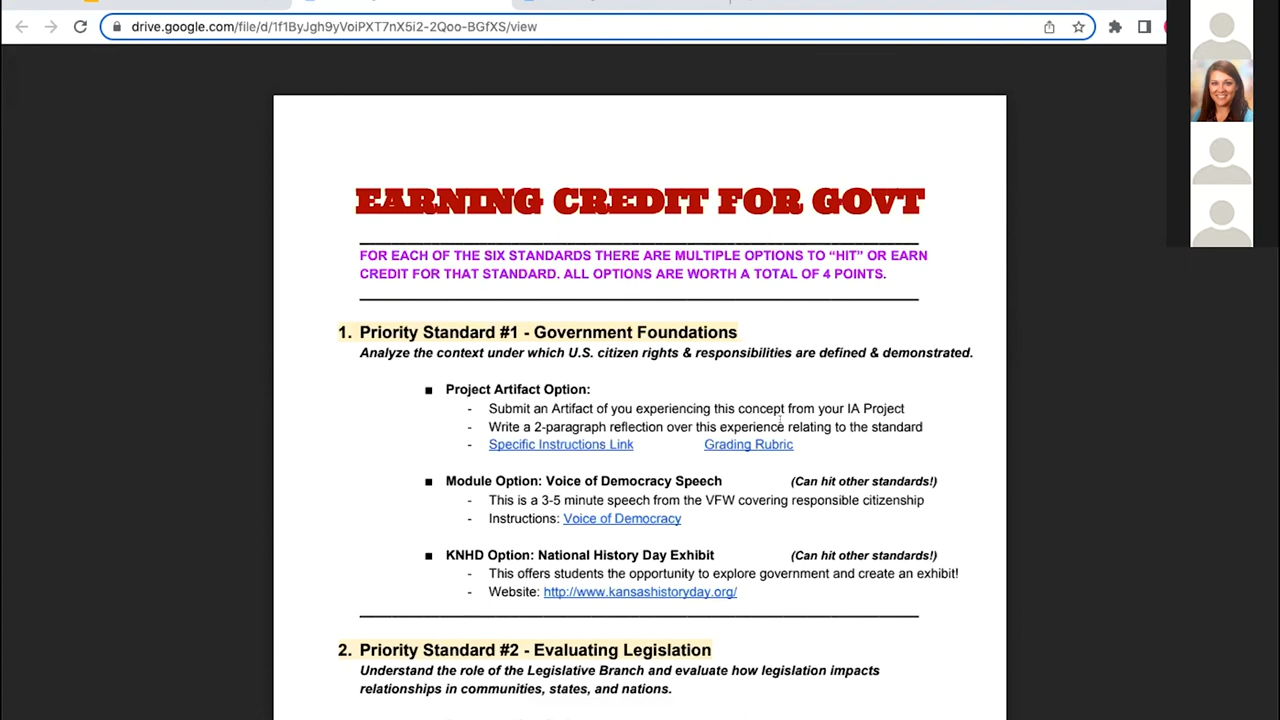 drive.google.com/file/d/1f1ByJgh9yVoiPXT7nX5i2-2Qoo-BGfXS/view
EARNING CREDIT FOR GOVT
FOR EACH OF THE SIX STANDARDS THERE ARE MULTIPLE OPTIONS TO “HIT” OR EARN
CREDIT FOR THAT STANDARD. ALL OPTIONS ARE WORTH A TOTAL OF 4 POINTS.
1. Priority Standard #1 - Government Foundations
Analyze the context under which U.S. citizen rights & responsibilities are defined & demonstrated.
■ Project Artifact Option:
- Submit an Artifact of you experiencing this concept from your IA Project
- Write a 2-paragraph reflection over this experience relating to the standard
- Specific Instructions Link Grading Rubric
■ Module Option: Voice of Democracy Speech (Can hit other standards!)
- This is a 3-5 minute speech from the VFW covering responsible citizenship
- Instructions: Voice of Democracy
■ KNHD Option: National History Day Exhibit (Can hit other standards!)
- This offers students the opportunity to explore government and create an exhibit!
- Website: http://www.kansashistoryday.org/
2. Priority Standard #2 - Evaluating Legislation
Understand the role of the Legislative Branch and evaluate how legislation impacts
relationships in communities, states, and nations.